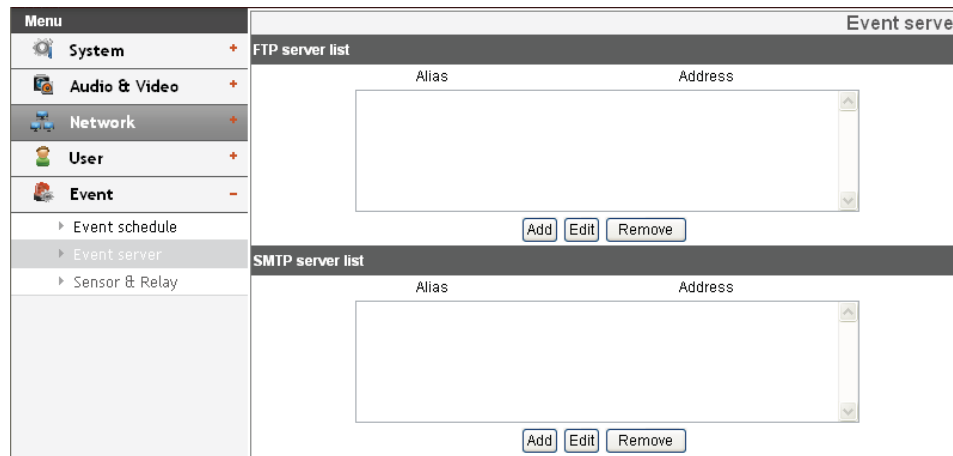 Menu
System +
Audio & Video +
Network +
User +
Event -
Event schedule
Event server
Sensor & Relay
Event serve
FTP server list
Alias Address
Add Edit Remove
SMTP server list
Alias Address
Add Edit Remove